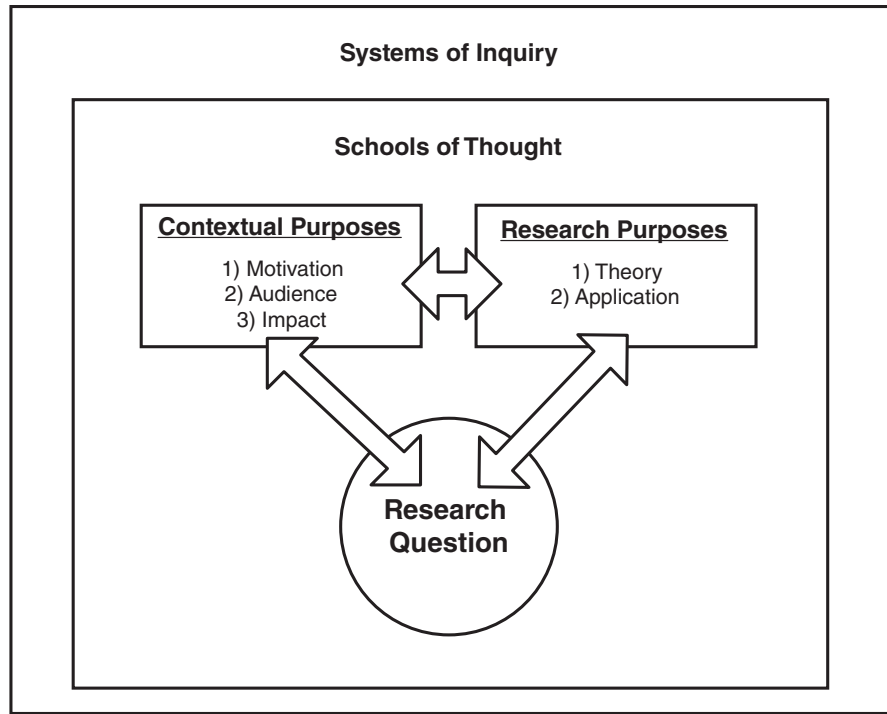 Systems of Inquiry
Schools of Thought
Contextual Purposes
1) Motivation
2) Audience
3) Impact
Research Purposes
1) Theory
2) Application
Research
Question